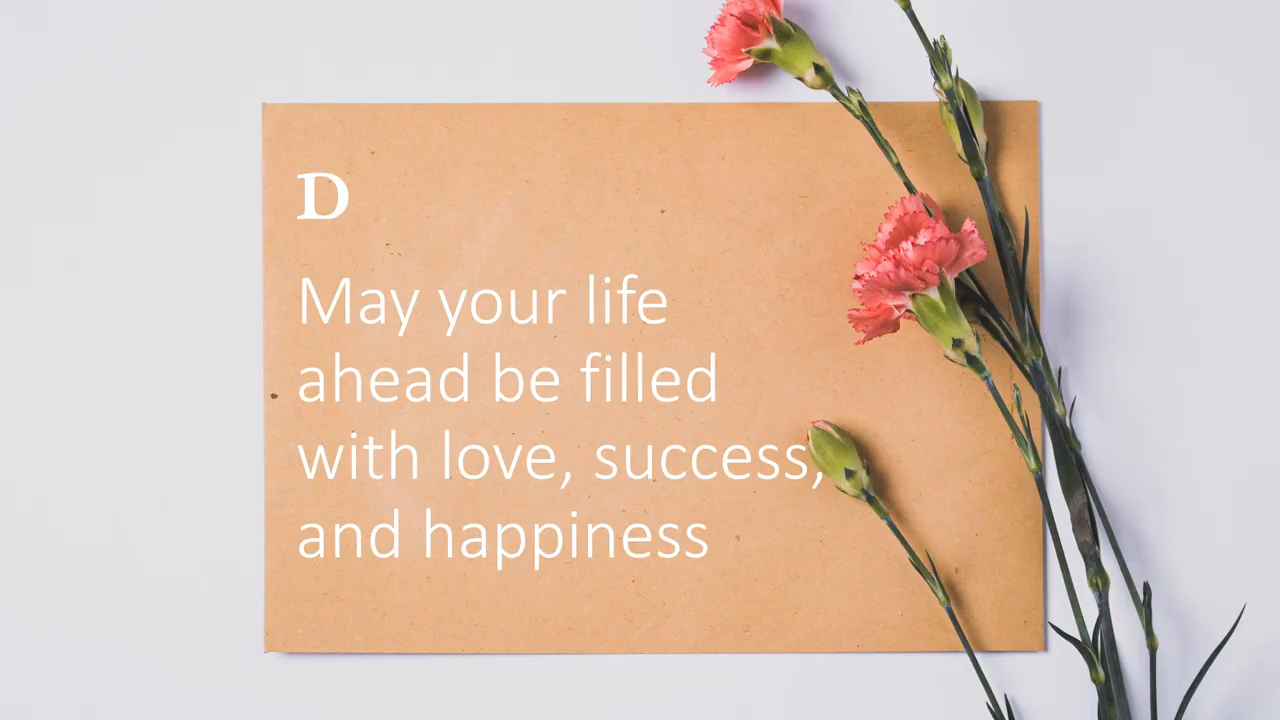 D
May your life
ahead be filled
with love, success,
and happiness